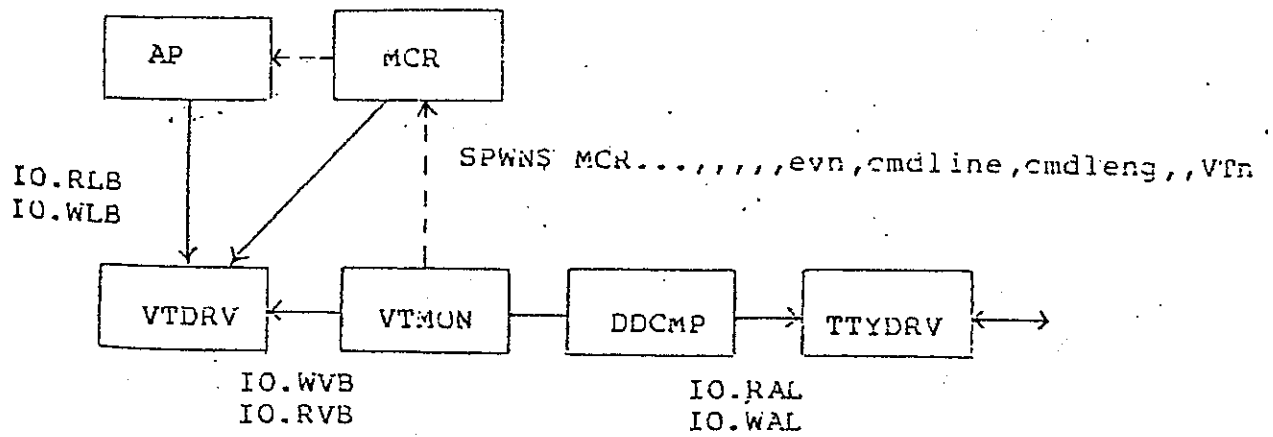 AP
MCR
SPWN$ MCR...,,,,,evn,cmdline,cmdleng,,VTn
IO.RLB
IO.WLB
VTDRV
VTMON
DDCMP
TTYDRV
IO.WVB
IO.RVB
IO.RAL
IO.WAL